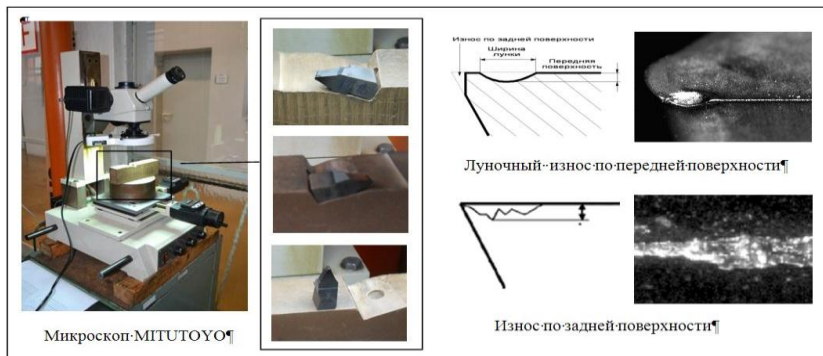 ¶
Микроскоп·MITUTOYO¶
Износ по задней поверхности
Ширина
лунки
Передняя
поверхность
Луночный··износ·по·передней·поверхности¶
Износ·по·задней·поверхности¶